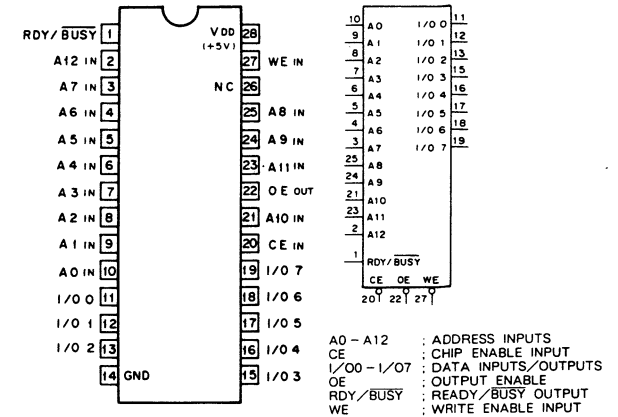 RDY/BUSY 1
A12 IN 2
A7 IN 3
A6 IN 4
A5 IN 5
A4 IN 6
A3 IN 7
A2 IN 8
A1 IN 9
A0 IN 10
I/O 0 11
I/O 1 12
I/O 2 13
14 GND
VDD 28
(+5V)
27 WE IN
NC 26
25 A8 IN
24 A9 IN
23 A11 IN
22 OE OUT
21 A10 IN
20 CE IN
19 I/O 7
18 I/O 6
17 I/O 5
16 I/O 4
15 I/O 3
10 A0
9 A1
8 A2
7 A3
6 A4
5 A5
4 A6
3 A7
25 A8
24 A9
21 A10
23 A11
2 A12
1 RDY/BUSY
I/O 0 11
I/O 1 12
I/O 2 13
I/O 3 15
I/O 4 16
I/O 5 17
I/O 6 18
I/O 7 19
CE OE WE
20 22 27
A0 - A12 ; ADDRESS INPUTS
CE ; CHIP ENABLE INPUT
I/O0 - I/O7 ; DATA INPUTS/OUTPUTS
OE ; OUTPUT ENABLE
RDY/BUSY ; READY/BUSY OUTPUT
WE ; WRITE ENABLE INPUT